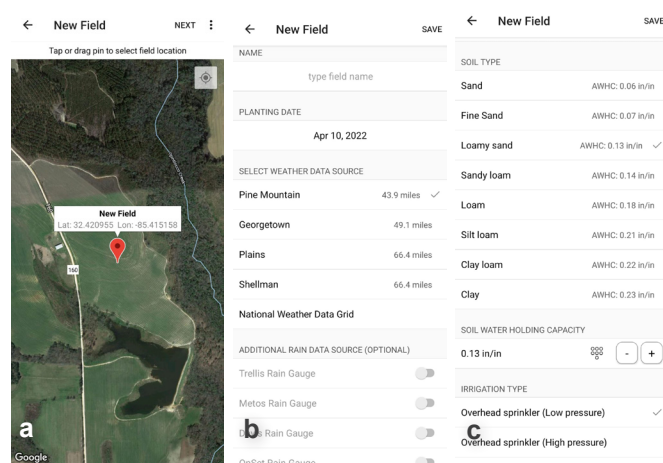 New Field
NEXT
Tap or drag pin to select field location
New Field
Lat: 32.420955 Lon: -85.415158
160
a
Google
New Field
SAVE
NAME
type field name
PLANTING DATE
Apr 10, 2022
SELECT WEATHER DATA SOURCE
Pine Mountain 43.9 miles
Georgetown 49.1 miles
Plains 66.4 miles
Shellman 66.4 miles
National Weather Data Grid
ADDITIONAL RAIN DATA SOURCE (OPTIONAL)
Trellis Rain Gauge
Metos Rain Gauge
Rain Gauge
b
OnSet Rain Gauge
New Field
SAVE
SOIL TYPE
Sand AWHC: 0.06 in/in
Fine Sand AWHC: 0.07 in/in
Loamy sand AWHC: 0.13 in/in
Sandy loam AWHC: 0.14 in/in
Loam AWHC: 0.18 in/in
Silt loam AWHC: 0.21 in/in
Clay loam AWHC: 0.22 in/in
Clay AWHC: 0.23 in/in
SOIL WATER HOLDING CAPACITY
0.13 in/in - +
IRRIGATION TYPE
Overhead sprinkler (Low pressure)
c
Overhead sprinkler (High pressure)